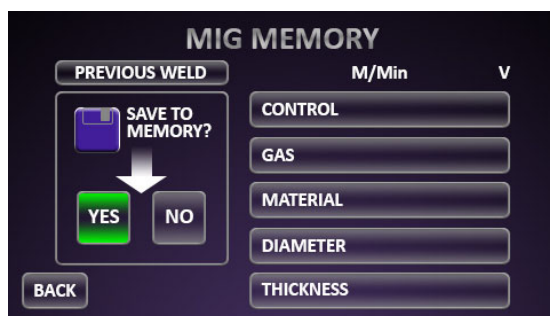 MIG MEMORY
PREVIOUS WELD
M/Min V
SAVE TO
MEMORY?
YES NO
BACK
CONTROL
GAS
MATERIAL
DIAMETER
THICKNESS